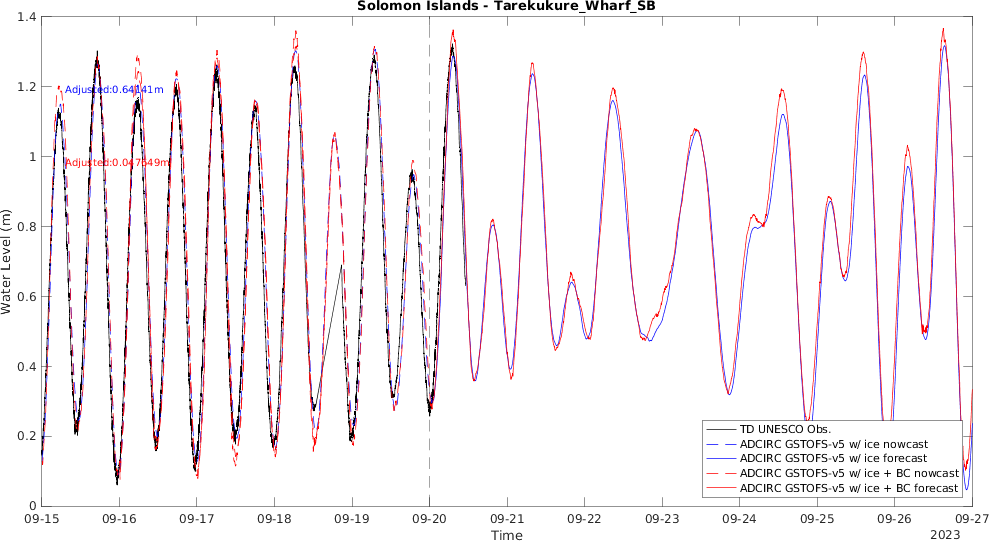 Solomon Islands - Tarekukure_Wharf_SB
1.4
1.2
1
0.8
0.6
0.4
0.2
0
Water Level (m)
Adjusted:0.64141m
Adjusted:0.047649m
TD UNESCO Obs.
ADCIRC GSTOFS-v5 w/ ice nowcast
ADCIRC GSTOFS-v5 w/ ice forecast
ADCIRC GSTOFS-v5 w/ ice + BC nowcast
ADCIRC GSTOFS-v5 w/ ice + BC forecast
09-15 09-16 09-17 09-18 09-19 09-20 09-21 09-22 09-23 09-24 09-25 09-26 09-27
Time
2023